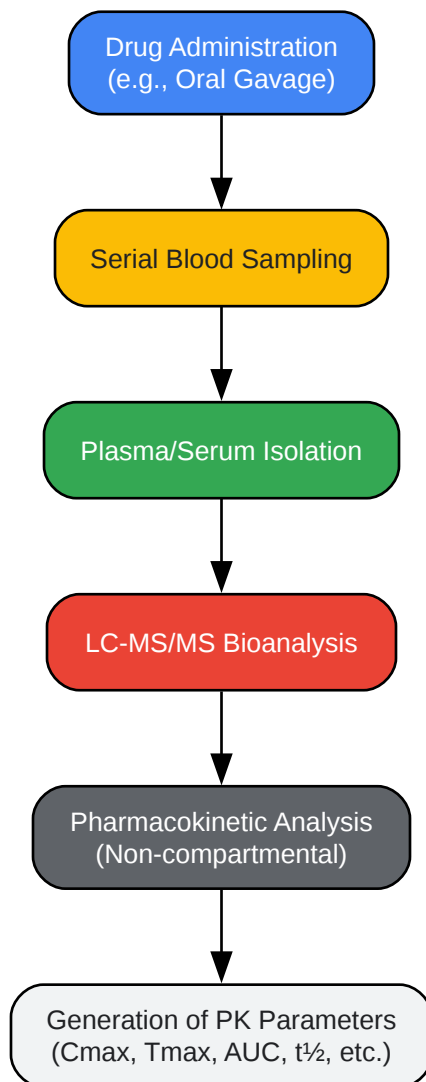 Drug Administration
(e.g., Oral Gavage)
Serial Blood Sampling
Plasma/Serum Isolation
LC-MS/MS Bioanalysis
Pharmacokinetic Analysis
(Non-compartmental)
Generation of PK Parameters
(Cmax, Tmax, AUC, t½, etc.)